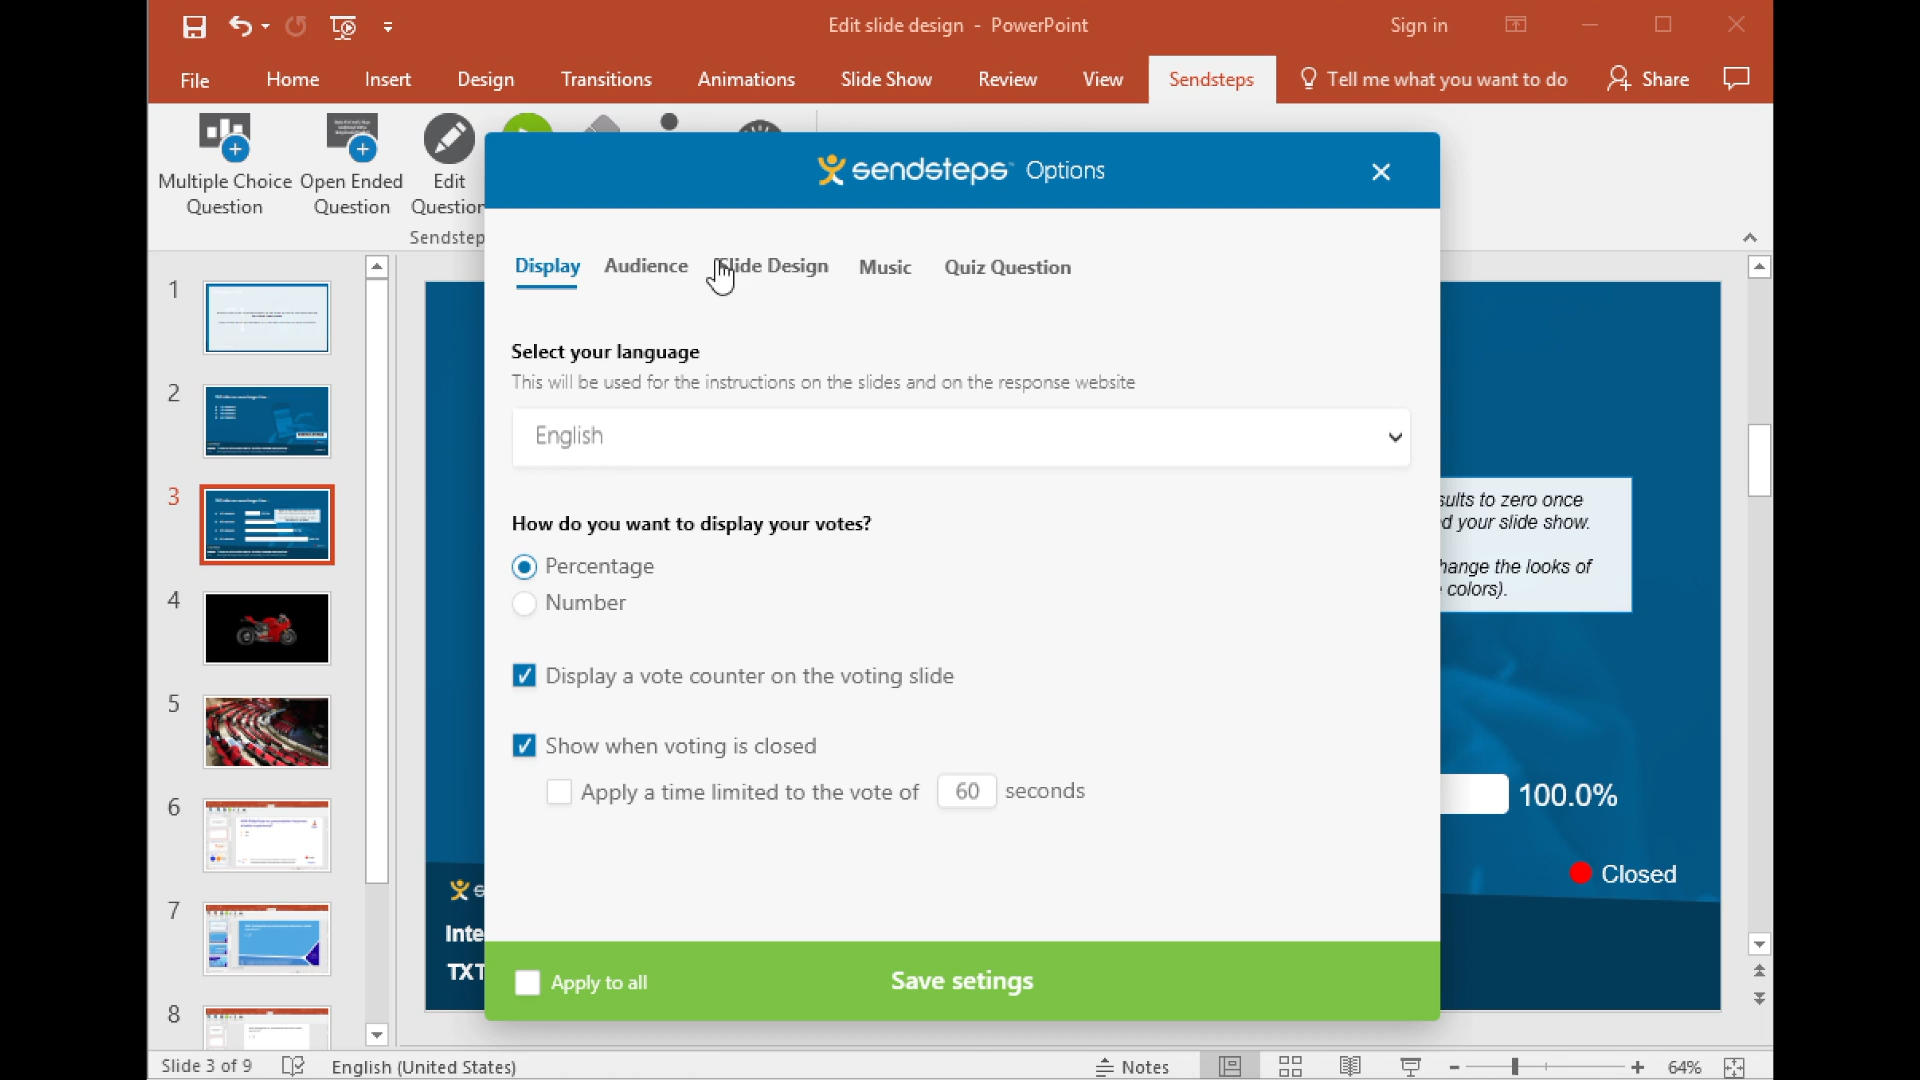 Edit slide design - PowerPoint
Sign in
File Home Insert Design Transitions Animations Slide Show Review View Sendsteps Tell me what you want to do Share
Multiple Choice
Question
Open Ended
Question
Edit
Question
Sendstep
sendsteps™ Options
Display Audience Slide Design Music Quiz Question
Select your language
This will be used for the instructions on the slides and on the response website
English
How do you want to display your votes?
Percentage
Number
Display a vote counter on the voting slide
Show when voting is closed
Apply a time limited to the vote of 60 seconds
Apply to all
Save setings
1
2
3
4
5
6
7
8
sults to zero once
d your slide show.
hange the looks of
colors).
100.0%
Closed
Inte
TXT
Slide 3 of 9
English (United States)
Notes
64%